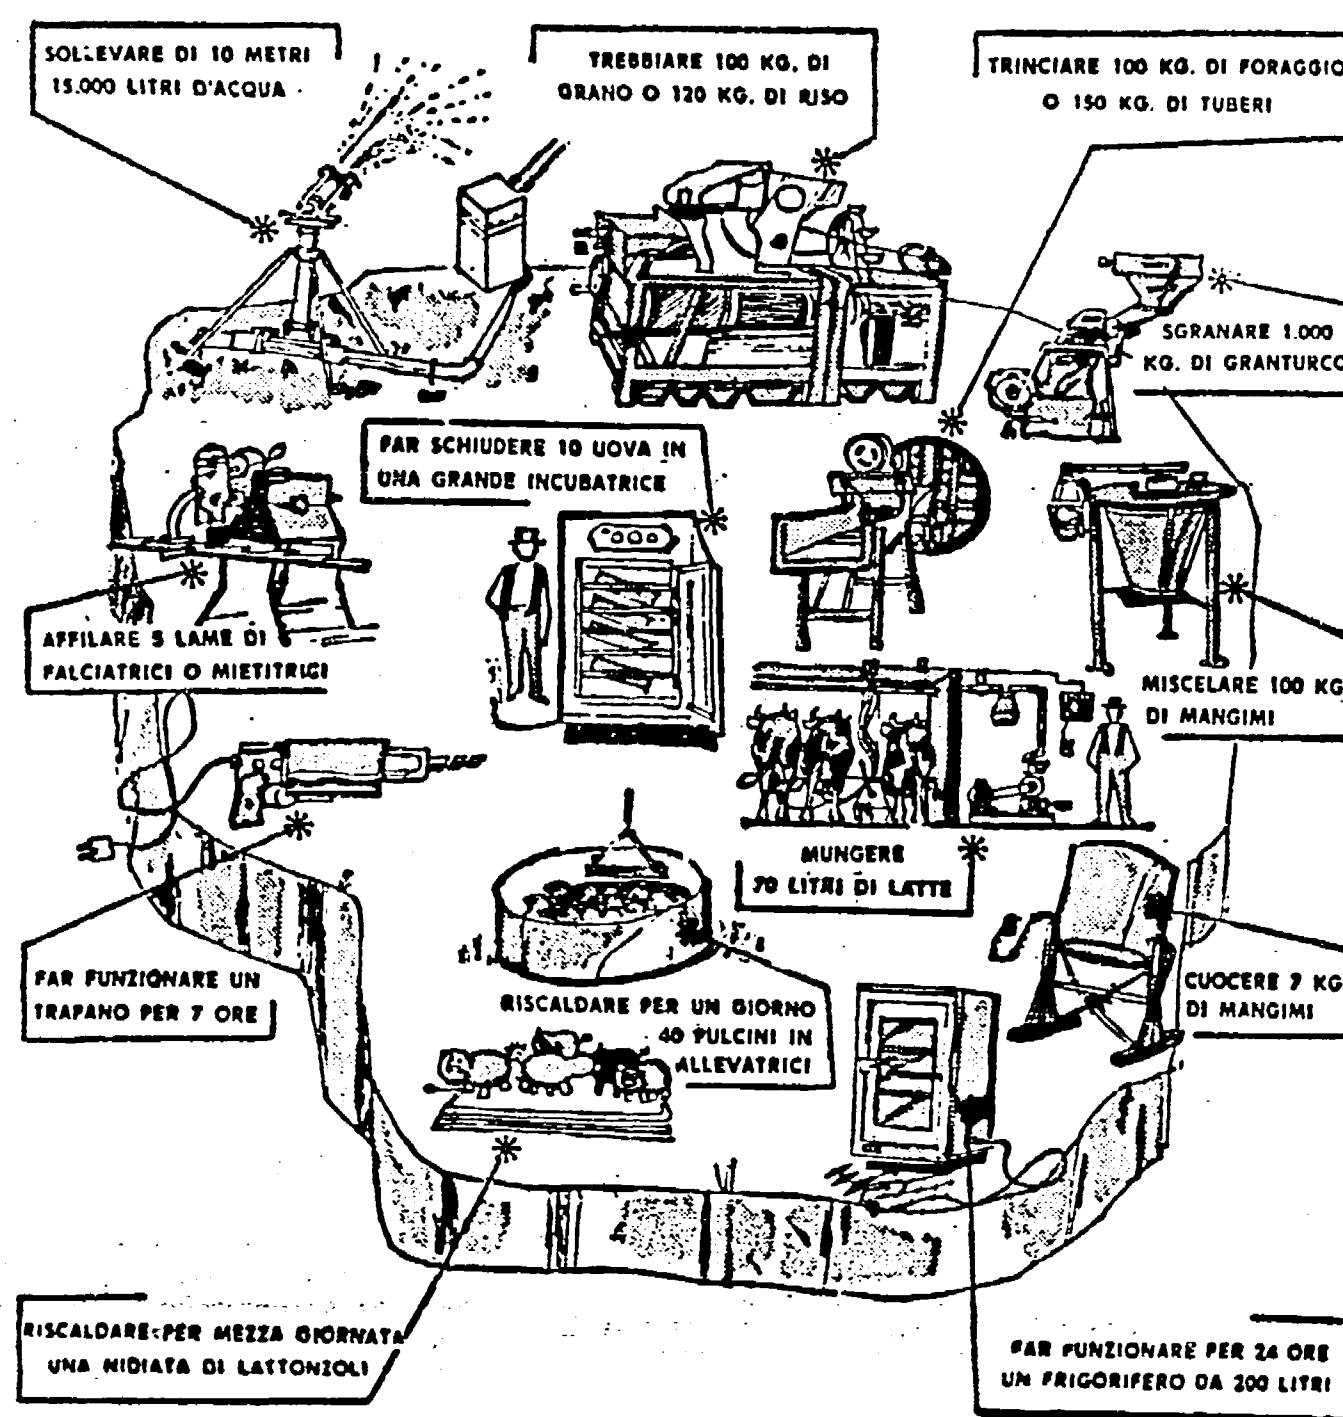 SOLLEVARE DI 10 METRI
15.000 LITRI D'ACQUA
TREBBIARE 100 KG. DI
GRANO O 120 KG. DI RISO
TRINCIARE 100 KG. DI FORAGGIO
O 150 KG. DI TUBERI
SGRANARE 1.000
KG. DI GRANTURCO
FAR SCHIUDERE 10 UOVA IN
UNA GRANDE INCUBATRICE
AFFILARE 5 LAME DI
FALCIATRICI O MIETITRICI
MISCELARE 100 KG
DI MANGIMI
MUNGERE
70 LITRI DI LATTE
FAR FUNZIONARE UN
TRAPANO PER 7 ORE
RISCALDARE PER UN GIORNO
40 PULCINI IN
ALLEVATRICI
CUOCERE 7 KG
DI MANGIMI
RISCALDARE PER MEZZA GIORNATA
UNA NIDIATA DI LATTONZOLI
FAR FUNZIONARE PER 24 ORE
UN FRIGORIFERO DA 200 LITRI